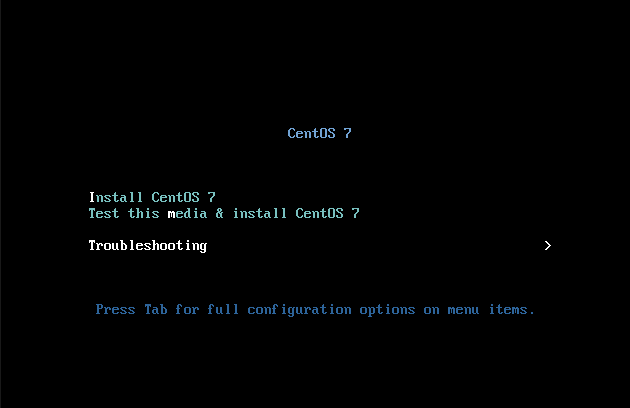 CentOS 7
Install CentOS 7
Test this media & install CentOS 7
Troubleshooting >
Press Tab for full configuration options on menu items.